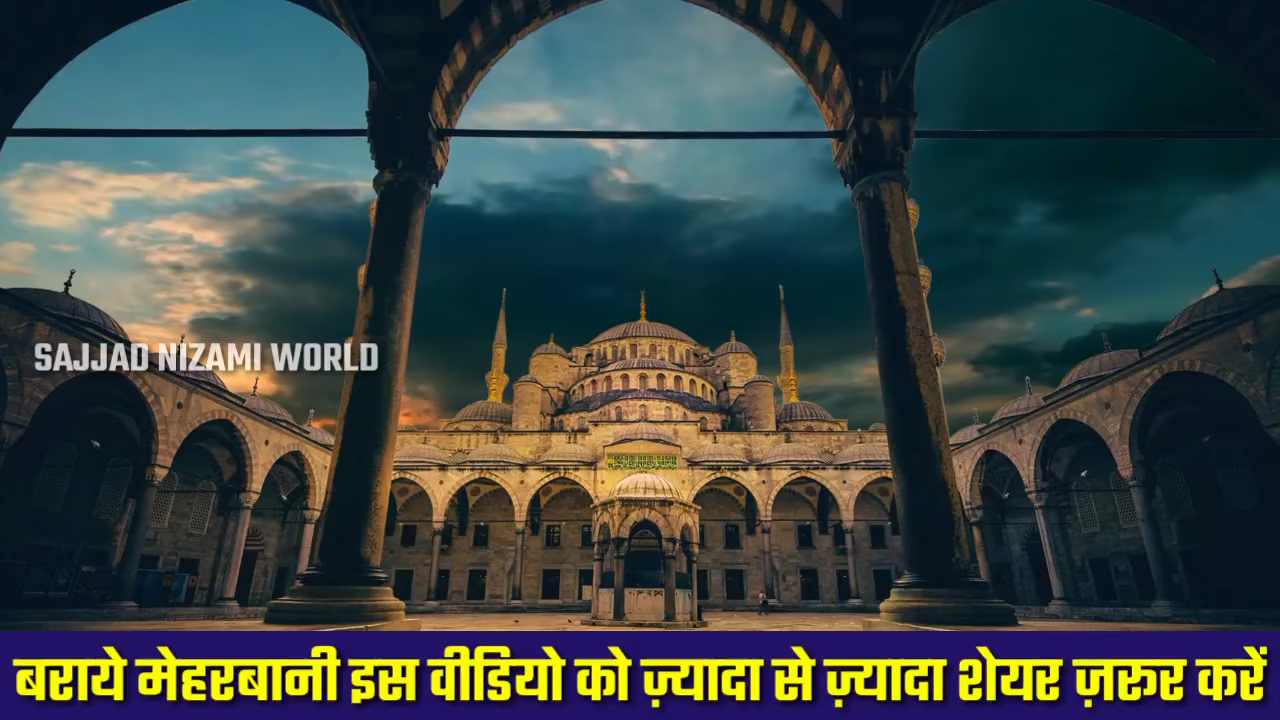 SAJJAD NIZAMI WORLD
बराये मेहरबानी इस वीडियो को ज़्यादा से ज़्यादा शेयर ज़रूर करें